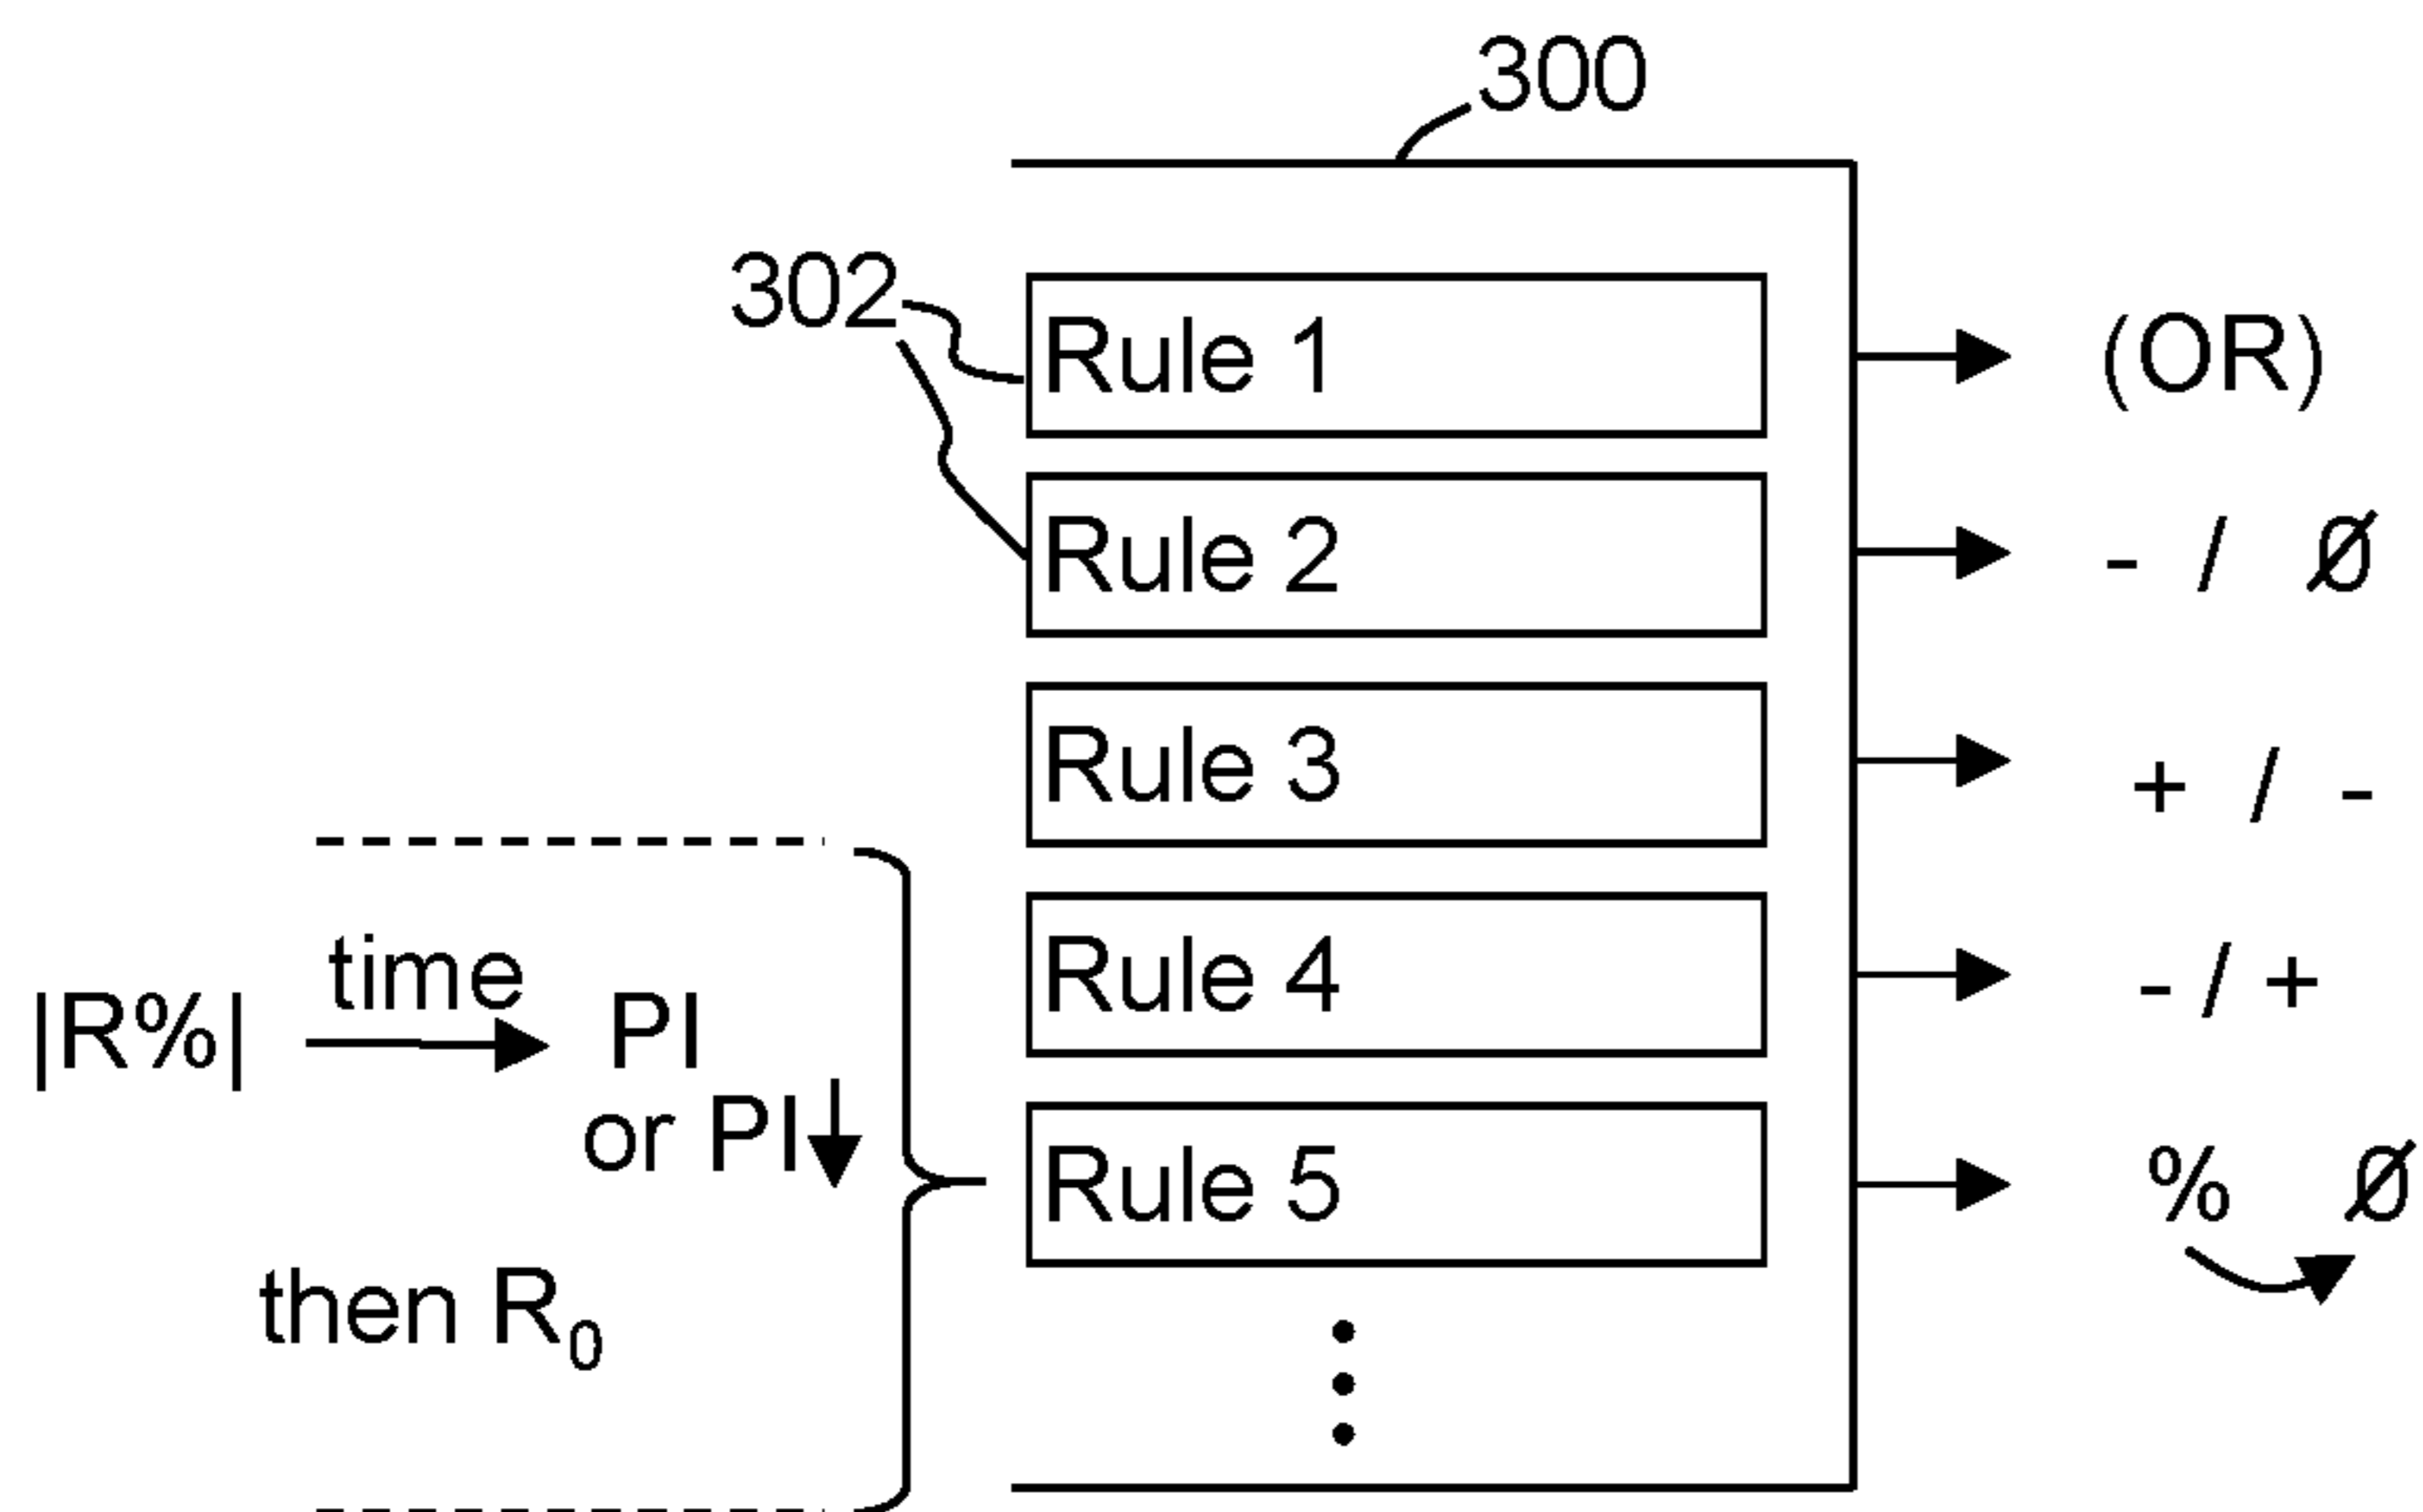 300
302
Rule 1
(OR)
Rule 2
- / Ø
Rule 3
+ / -
Rule 4
- / +
time
|R%| PI
or PI
then R0
Rule 5
% Ø